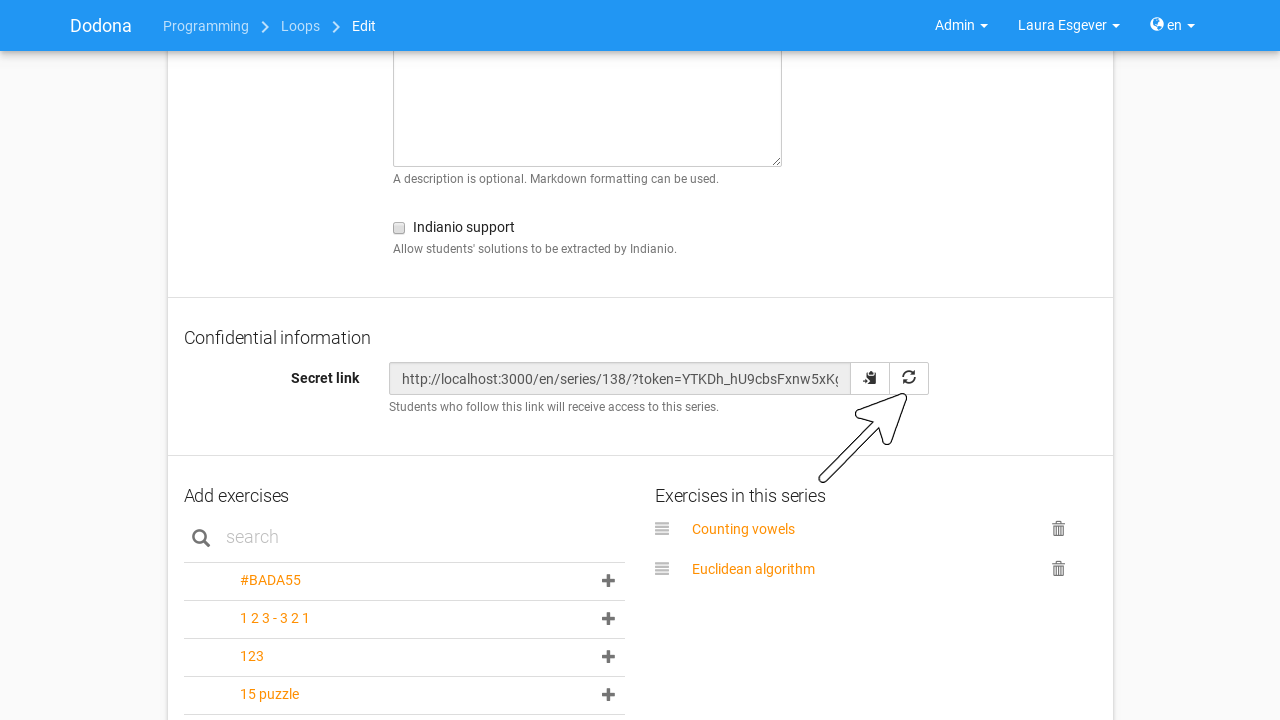 Dodona Programming Loops Edit Admin Laura Esgever en
A description is optional. Markdown formatting can be used.
Indianio support
Allow students' solutions to be extracted by Indianio.
Confidential information
Secret link http://localhost:3000/en/series/138/?token=YTKDh_hU9cbsFxnw5xKg
Students who follow this link will receive access to this series.
Add exercises
search
#BADA55
1 2 3 - 3 2 1
123
15 puzzle
Exercises in this series
Counting vowels
Euclidean algorithm